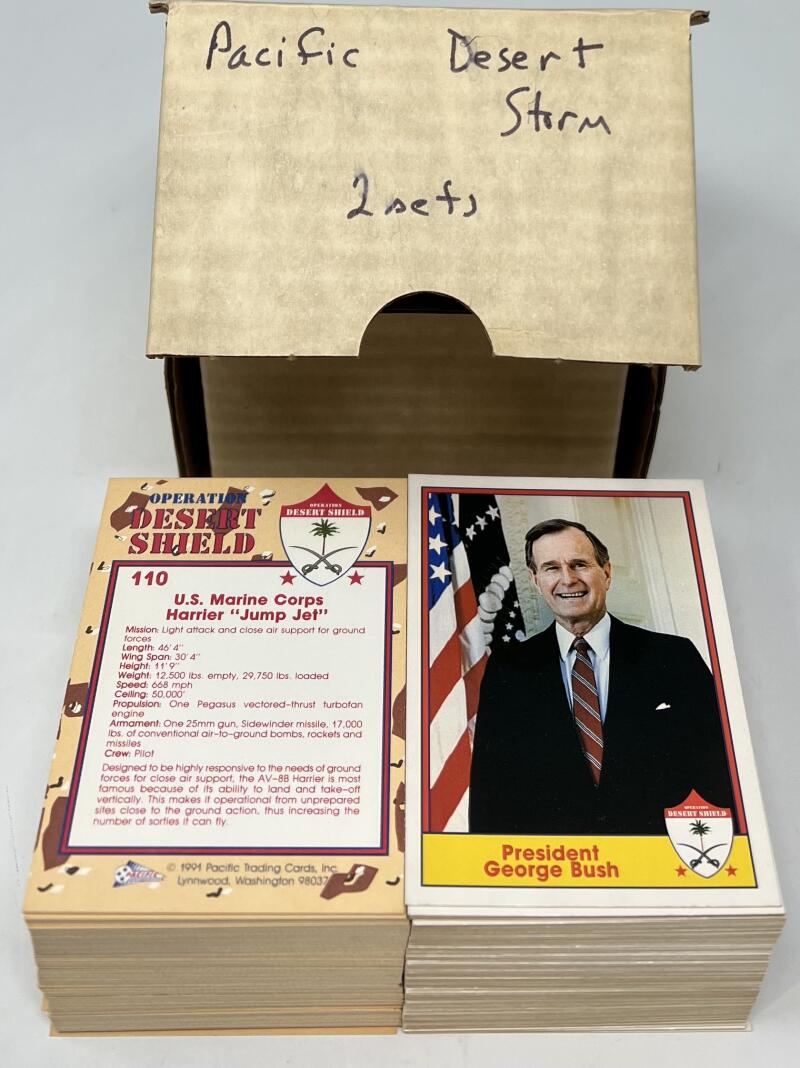 Pacific Desert
Storm
2 sets
OPERATION
DESERT
SHIELD
OPERATION
DESERT SHIELD
110
U.S. Marine Corps
Harrier "Jump Jet"
Mission: Light attack and close air support for ground
forces
Length: 46' 4"
Wing Span: 30' 4"
Height: 11' 9"
Weight: 12,500 lbs. empty, 29,750 lbs. loaded
Speed: 668 mph
Ceiling: 50,000'
Propulsion: One Pegasus vectored-thrust turbofan
engine
Armament: One 25mm gun, Sidewinder missile, 17,000
lbs. of conventional air-to-ground bombs, rockets and
missiles
Crew: Pilot
Designed to be highly responsive to the needs of ground
forces for close air support, the AV-8B Harrier is most
famous because of its ability to land and take-off
vertically. This makes it operational from unprepared
sites close to the ground action, thus increasing the
number of sorties it can fly.
PACIFIC
© 1991 Pacific Trading Cards, Inc.
Lynnwood, Washington 98037
OPERATION
DESERT SHIELD
President
George Bush